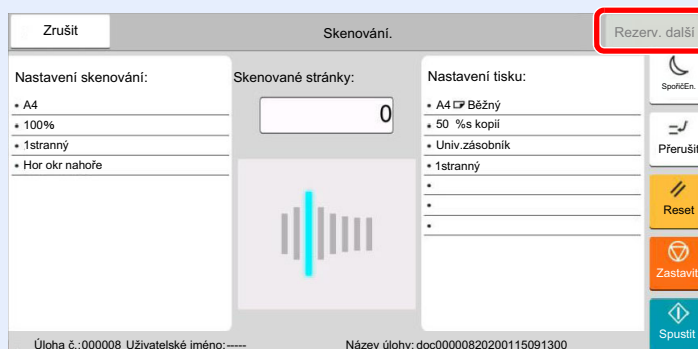 Zrušit
Skenování.
Rezerv. další
Nastavení skenování:
• A4
• 100%
• 1stranný
• Hor okr nahoře
Skenované stránky:
0
Nastavení tisku:
• A4 Běžný
• 50 %s kopií
• Univ.zásobník
• 1stranný
•
•
•
SpořičEn.
Přerušit
Reset
Zastavit
Spustit
Úloha č.:000008 Uživatelské jméno:-----
Název úlohy: doc00000820200115091300